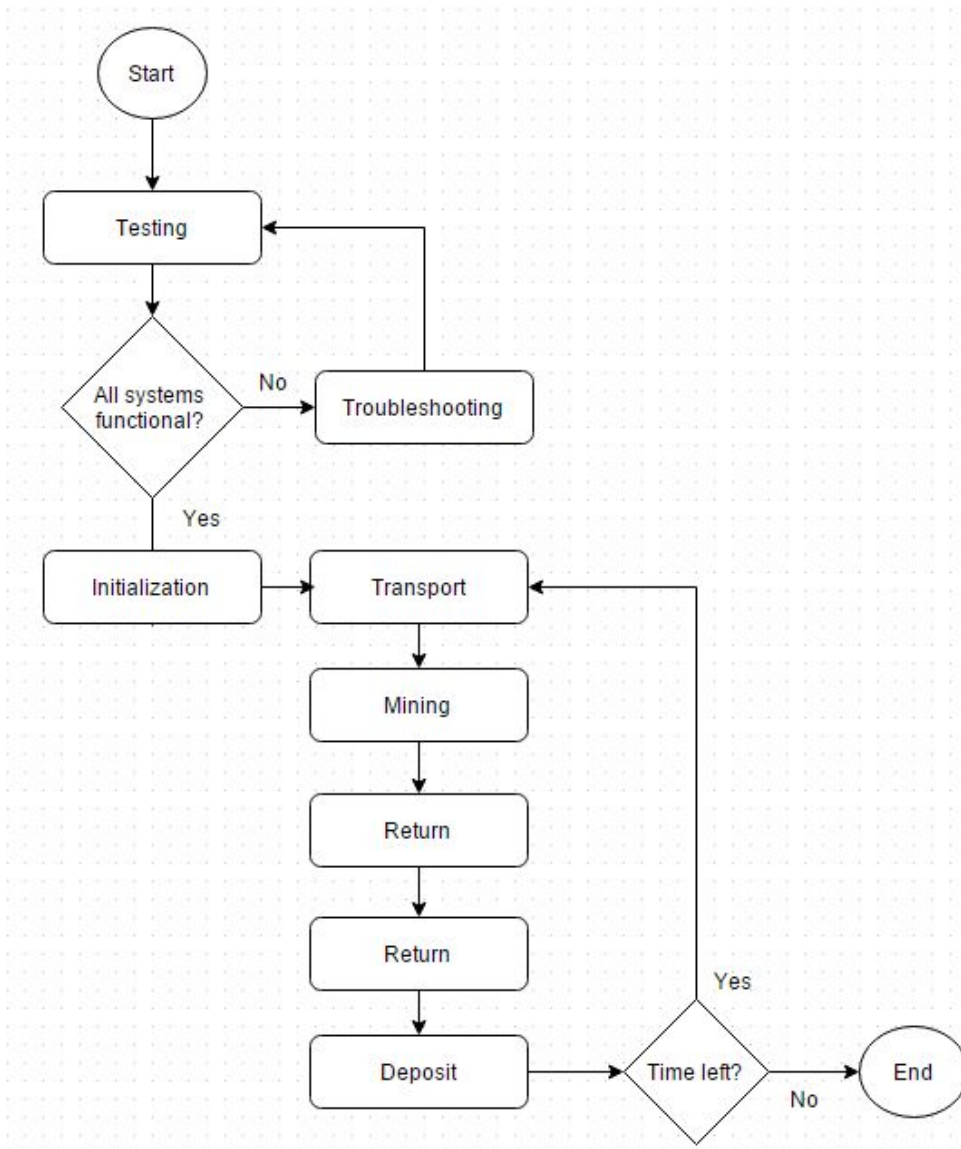 Start
Testing
All systems
functional?
No
Troubleshooting
Yes
Initialization
Transport
Mining
Return
Return
Deposit
Time left?
Yes
No
End